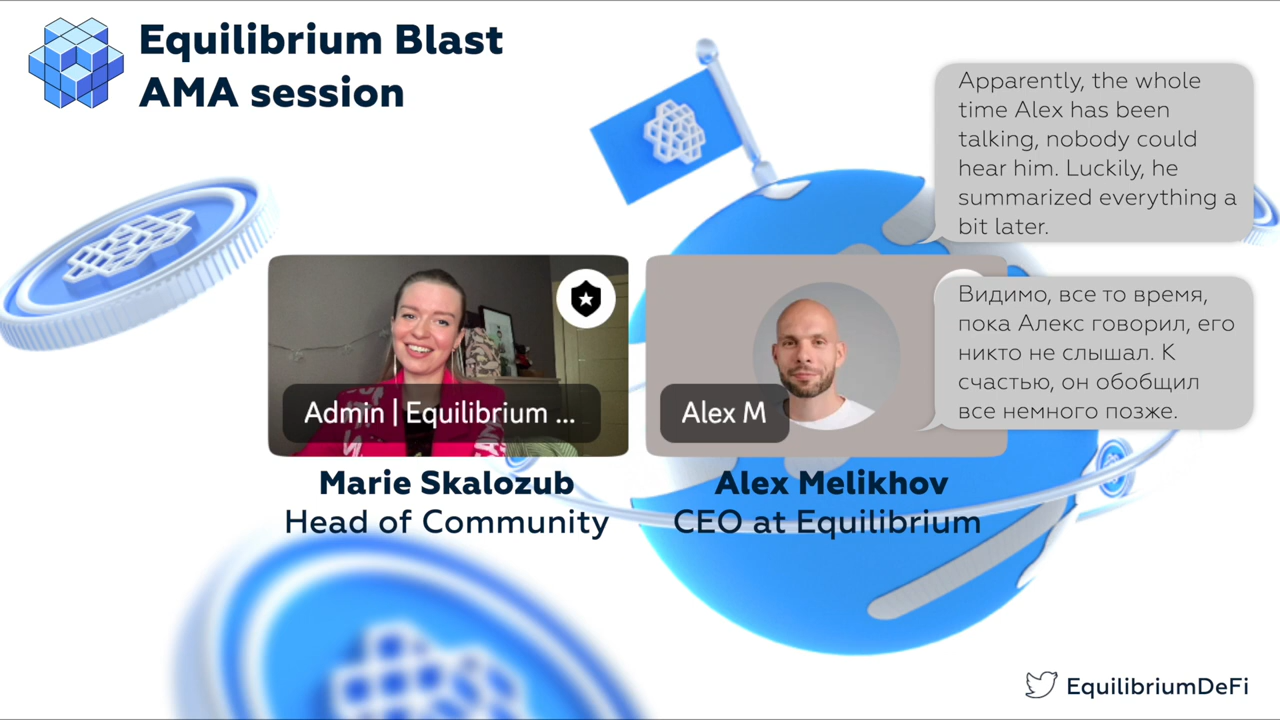 Equilibrium Blast
AMA session
Apparently, the whole
time Alex has been
talking, nobody could
hear him. Luckily, he
summarized everything a
bit later.
Видимо, все то время,
пока Алекс говорил, его
никто не слышал. К
счастью, он обобщил
все немного позже.
Admin | Equilibrium ...
Alex M
Marie Skalozub
Head of Community
Alex Melikhov
CEO at Equilibrium
EquilibriumDeFi